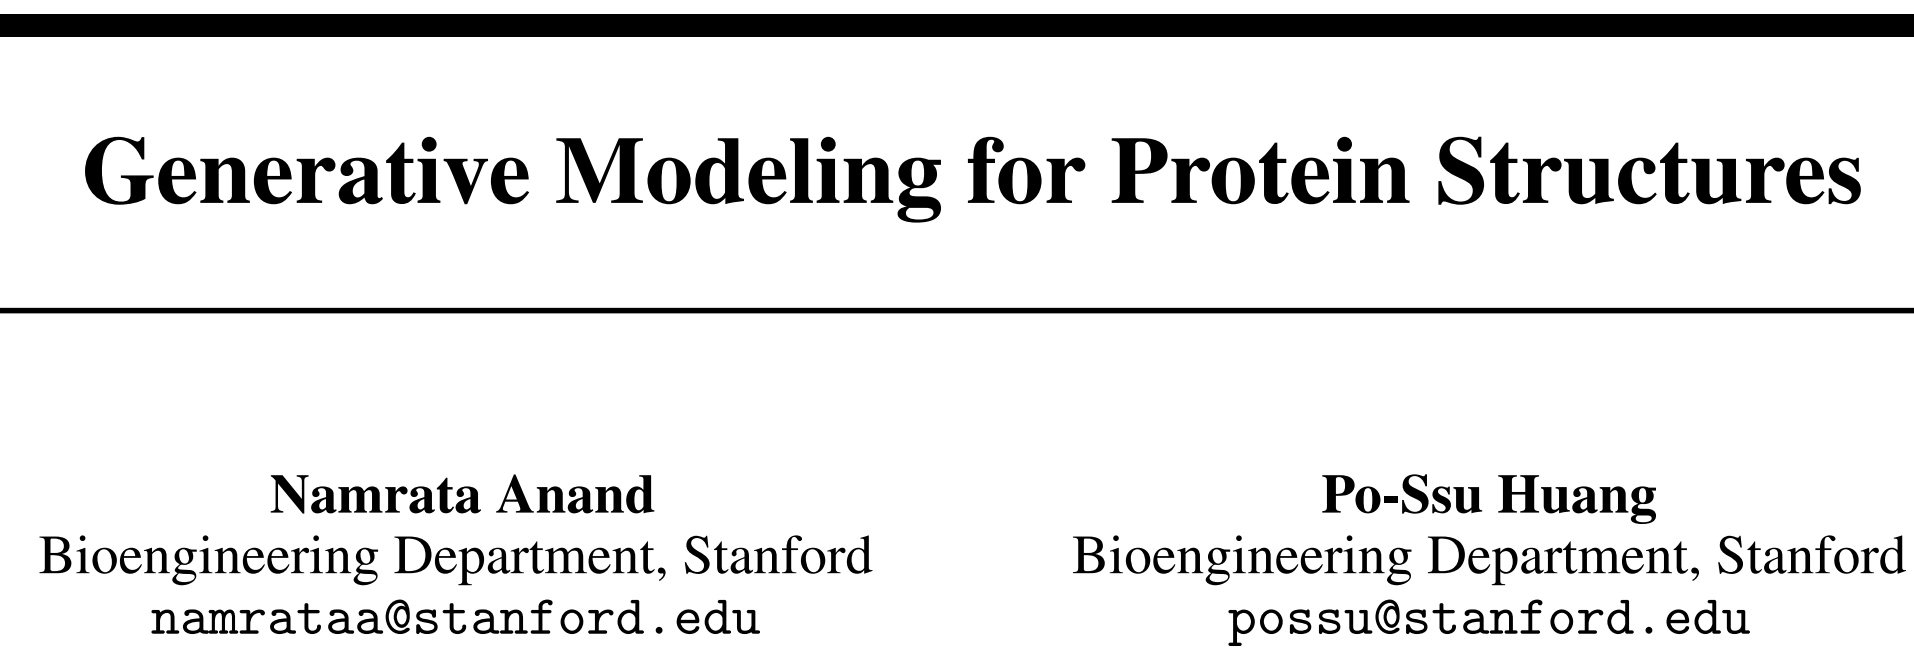 Generative Modeling for Protein Structures
Namrata Anand
Bioengineering Department, Stanford
namrataa@stanford.edu
Po-Ssu Huang
Bioengineering Department, Stanford
possu@stanford.edu